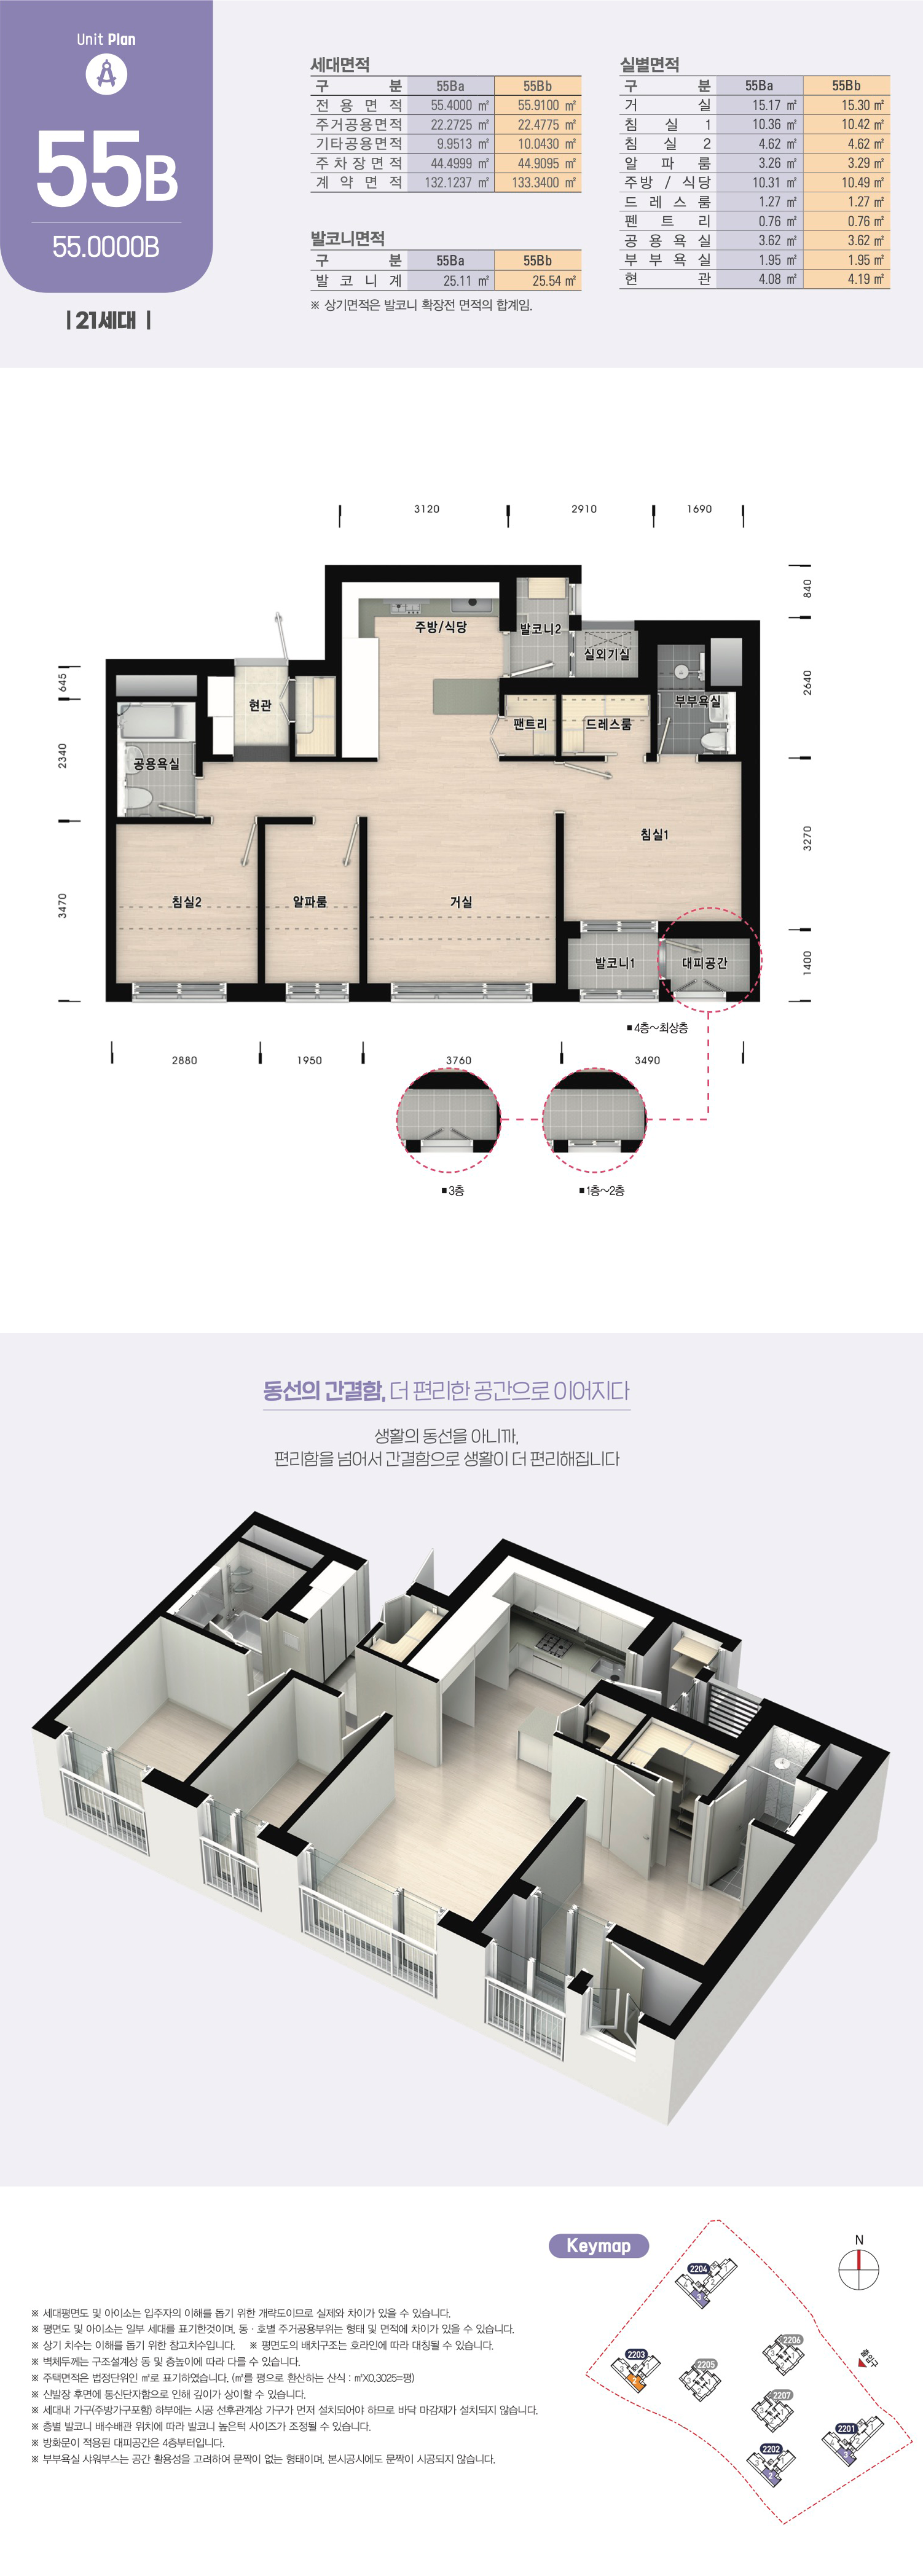 Unit Plan
55B
55.0000B
| 21세대 |
세대면적
구 분 55Ba 55Bb
전용면적 55.4000 ㎡ 55.9100 ㎡
주거공용면적 22.2725 ㎡ 22.4775 ㎡
기타공용면적 9.9513 ㎡ 10.0430 ㎡
주차장면적 44.4999 ㎡ 44.9095 ㎡
계약면적 132.1237 ㎡ 133.3400 ㎡
발코니면적
구 분 55Ba 55Bb
발코니계 25.11 ㎡ 25.54 ㎡
※ 상기면적은 발코니 확장전 면적의 합계임.
실별면적
구 분 55Ba 55Bb
거실 15.17 ㎡ 15.30 ㎡
침실1 10.36 ㎡ 10.42 ㎡
침실2 4.62 ㎡ 4.62 ㎡
알파룸 3.26 ㎡ 3.29 ㎡
주방 / 식당 10.31 ㎡ 10.49 ㎡
드레스룸 1.27 ㎡ 1.27 ㎡
펜트리 0.76 ㎡ 0.76 ㎡
공용욕실 3.62 ㎡ 3.62 ㎡
부부욕실 1.95 ㎡ 1.95 ㎡
현관 4.08 ㎡ 4.19 ㎡
3120 2910 1690
840
2640
3270
1400
645
2340
3470
주방/식당
발코니2
실외기실
현관
부부욕실
팬트리
드레스룸
공용욕실
침실1
침실2
알파룸
거실
발코니1
대피공간
■ 4층~최상층
2880 1950 3760 3490
■ 3층
■ 1층~2층
동선의 간결함, 더 편리한 공간으로 이어지다
생활의 동선을 아니까,
편리함을 넘어서 간결함으로 생활이 더 편리해집니다
Keymap
N
2204
2203
2205
2206
2207
2201
2202
출입구
※ 세대평면도 및 아이소는 입주자의 이해를 돕기 위한 개략도이므로 실제와 차이가 있을 수 있습니다.
※ 평면도 및 아이소는 일부 세대를 표기한것이며, 동·호별 주거공용부위는 형태 및 면적에 차이가 있을 수 있습니다.
※ 상기 치수는 이해를 돕기 위한 참고치수입니다. ※ 평면도의 배치구조는 호라인에 따라 대칭될 수 있습니다.
※ 벽체두께는 구조설계상 동 및 층높이에 따라 다를 수 있습니다.
※ 주택면적은 법정단위인 ㎡로 표기하였습니다. (㎡를 평으로 환산하는 산식 : ㎡X0.3025=평)
※ 신발장 후면에 통신단자함으로 인해 깊이가 상이할 수 있습니다.
※ 세대내 가구(주방가구포함) 하부에는 시공 선후관계상 가구가 먼저 설치되어야 하므로 바닥 마감재가 설치되지 않습니다.
※ 층별 발코니 배수배관 위치에 따라 발코니 높은턱 사이즈가 조정될 수 있습니다.
※ 방화문이 적용된 대피공간은 4층부터입니다.
※ 부부욕실 샤워부스는 공간 활용성을 고려하여 문짝이 없는 형태이며, 본시공시에도 문짝이 시공되지 않습니다.